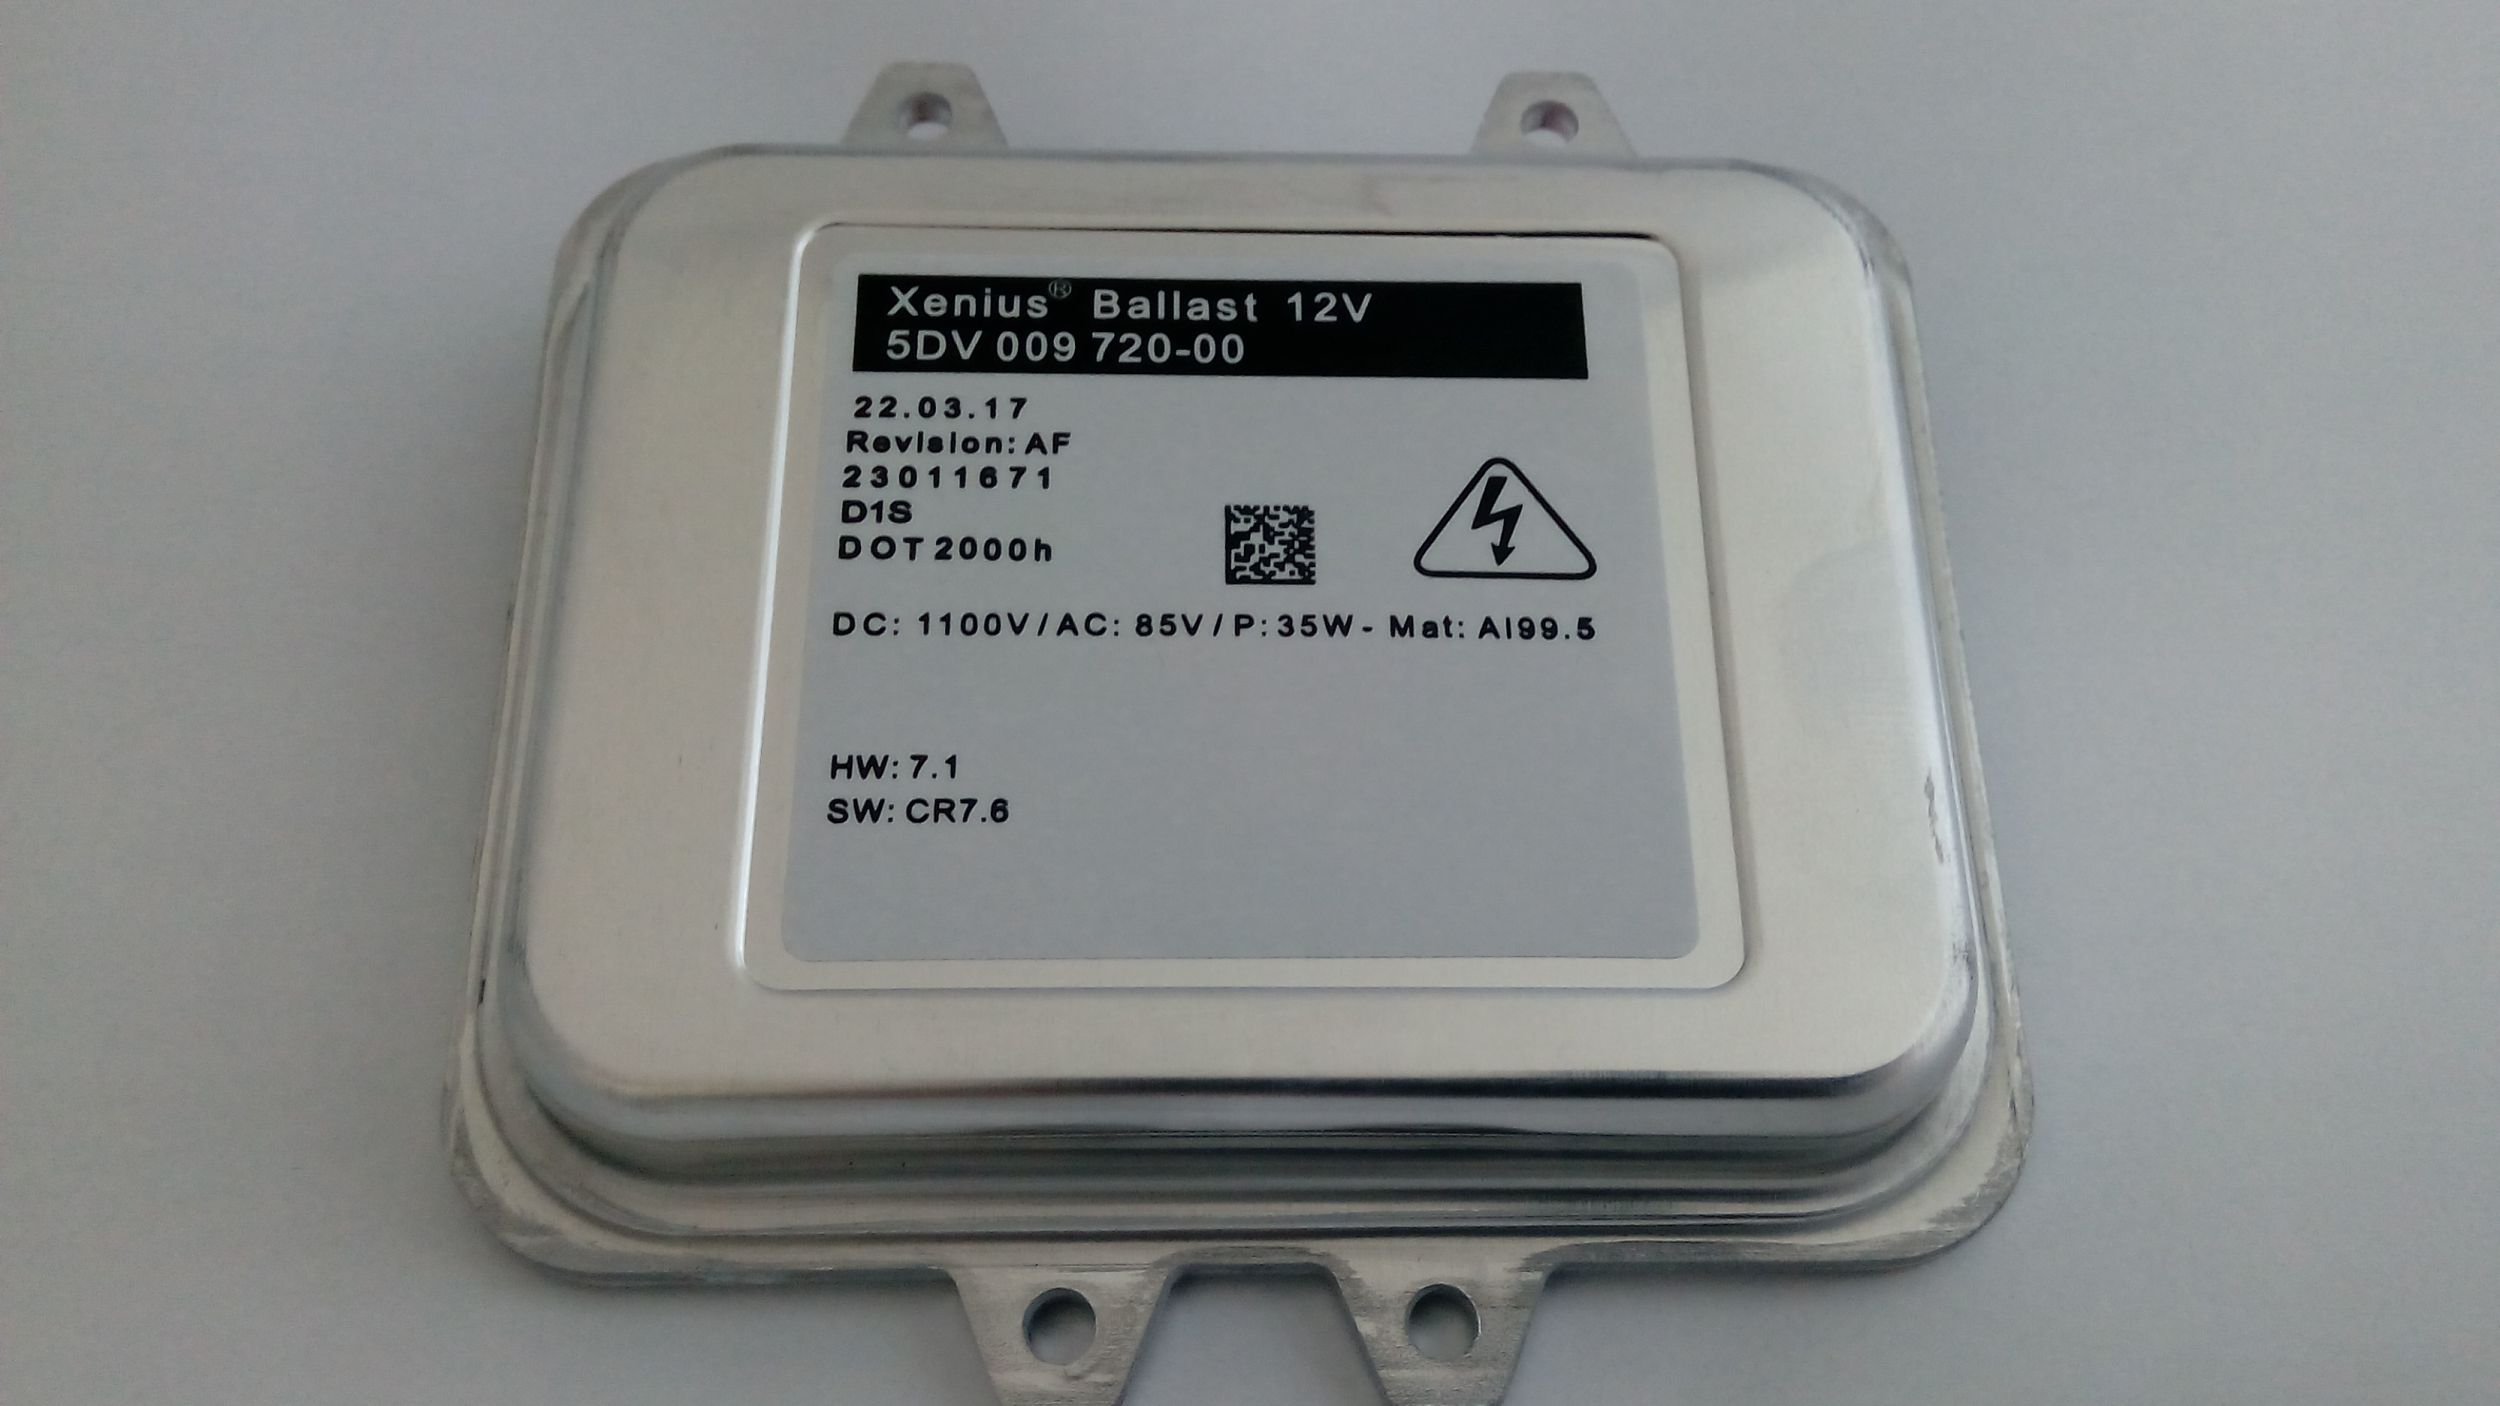 Xenius® Ballast 12V
5DV 009 720-00
22.03.17
Revision: AF
23011671
D1S
DOT 2000h
DC: 1100V / AC: 85V / P: 35W - Mat: Al99.5
HW: 7.1
SW: CR7.6